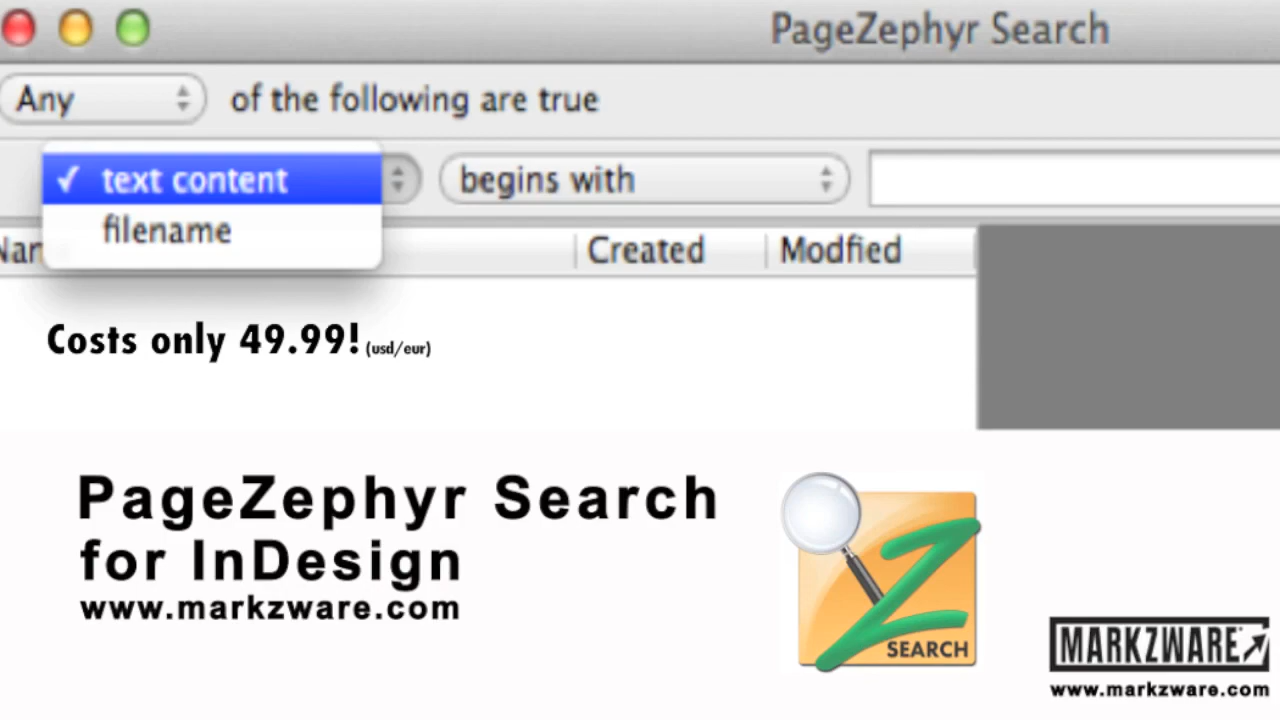 PageZephyr Search
Any of the following are true
✓ text content begins with
filename
Nam Created Modfied
Costs only 49.99! (usd/eur)
PageZephyr Search
for InDesign
www.markzware.com
SEARCH
MARKZWARE
www.markzware.com